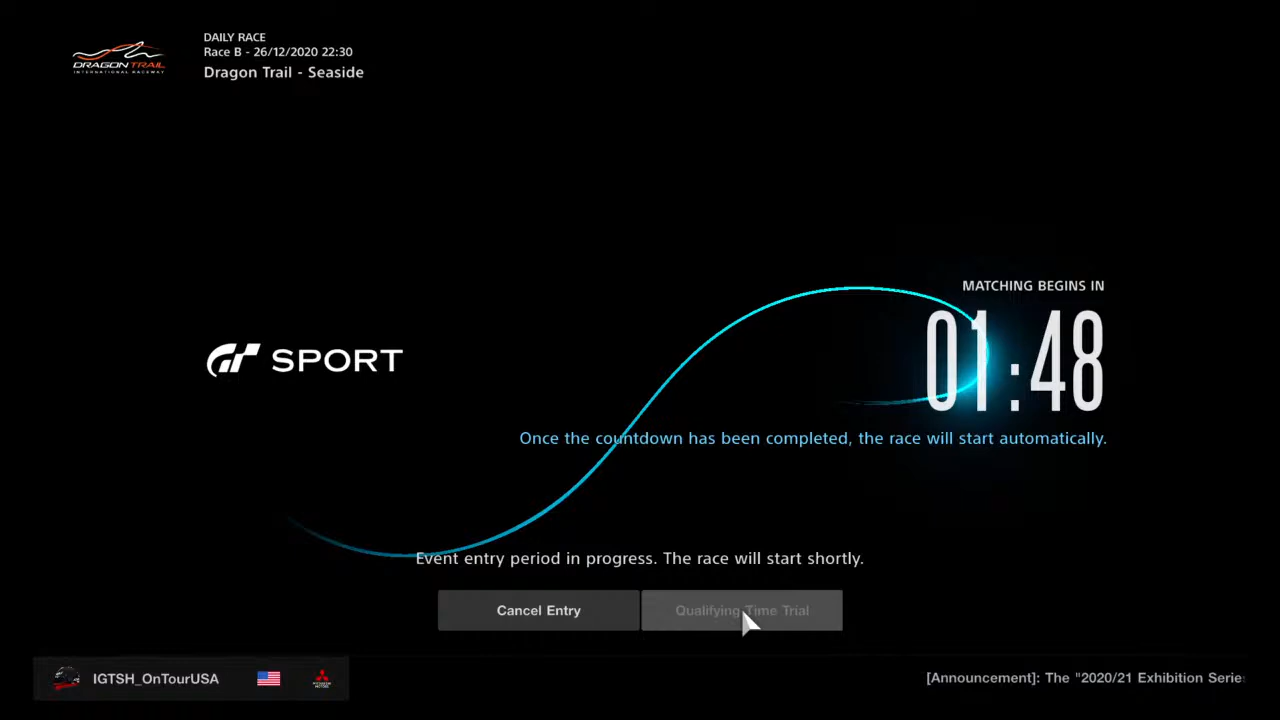 DAILY RACE
Race B - 26/12/2020 22:30
Dragon Trail - Seaside
DRAGON TRAIL
INTERNATIONAL RACEWAY
MATCHING BEGINS IN
01:48
GT SPORT
Once the countdown has been completed, the race will start automatically.
Event entry period in progress. The race will start shortly.
Cancel Entry
Qualifying Time Trial
IGTSH_OnTourUSA
MITSUBISHI MOTORS
[Announcement]: The "2020/21 Exhibition Serie